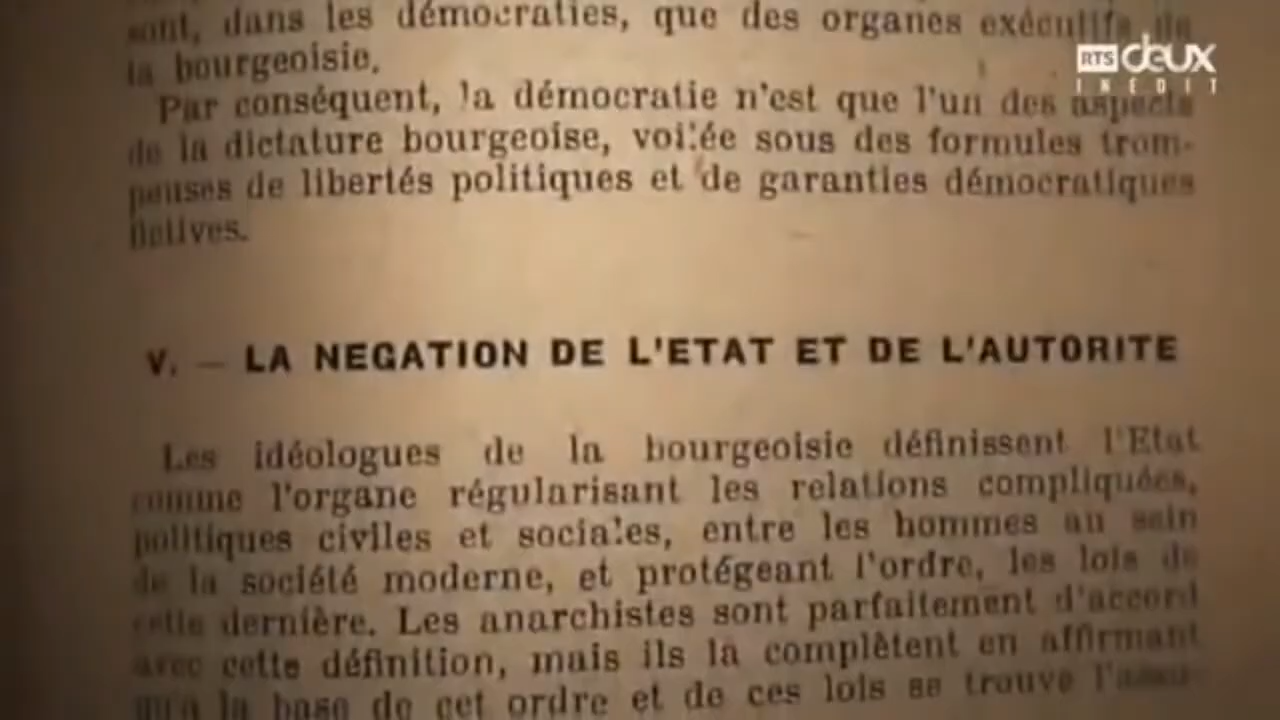 sont, dans les démocraties, que des organes exécutifs de
la bourgeoisie.
RTS deux
INÉDIT
Par conséquent, la démocratie n'est que l'un des aspects
de la dictature bourgeoise, voilée sous des formules trom-
peuses de libertés politiques et de garanties démocratiques
fictives.
V. — LA NEGATION DE L'ETAT ET DE L'AUTORITE
Les idéologues de la bourgeoisie définissent l'Etat
comme l'organe régularisant les relations compliquées,
politiques civiles et sociales, entre les hommes au sein
de la société moderne, et protégeant l'ordre, les lois de
cette dernière. Les anarchistes sont parfaitement d'accord
avec cette définition, mais ils la complètent en affirmant
qu'à la base de cet ordre et de ces lois se trouve